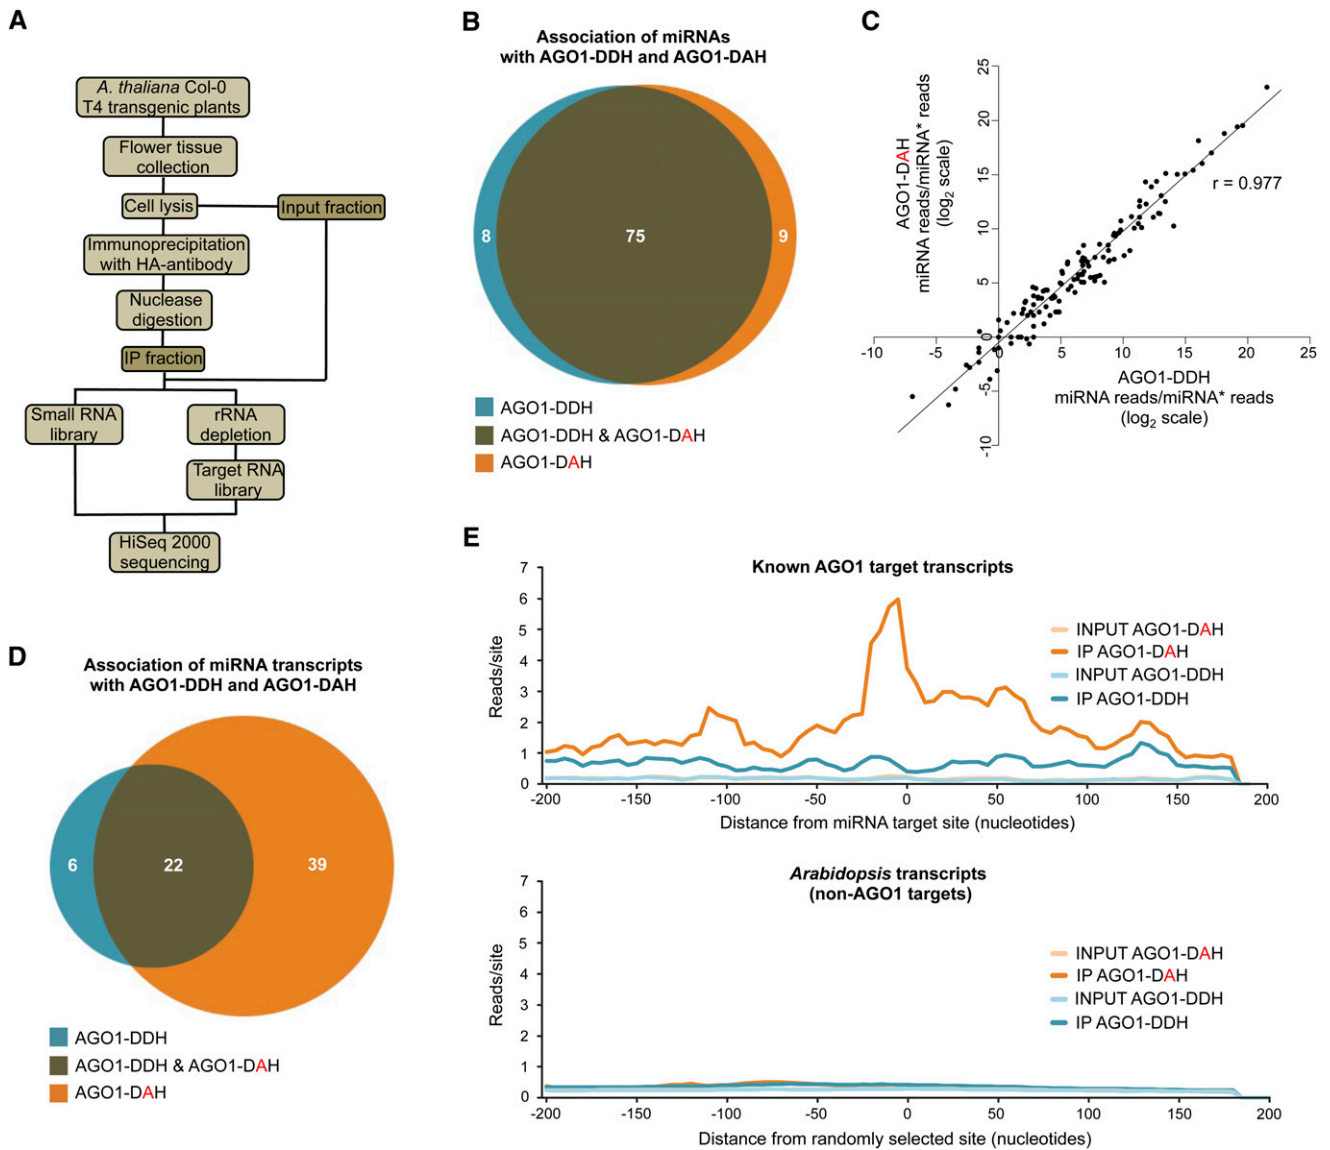 A
A. thaliana Col-0
T4 transgenic plants
Flower tissue
collection
Cell lysis
Input fraction
Immunoprecipitation
with HA-antibody
Nuclease
digestion
IP fraction
Small RNA
library
rRNA
depletion
Target RNA
library
HiSeq 2000
sequencing
B
Association of miRNAs
with AGO1-DDH and AGO1-DAH
8
75
9
AGO1-DDH
AGO1-DDH & AGO1-DAH
AGO1-DAH
C
AGO1-DAH
miRNA reads/miRNA* reads
(log2 scale)
25
20
15
10
5
0
-5
-10
r = 0.977
-10
-5
5
10
15
20
25
AGO1-DDH
miRNA reads/miRNA* reads
(log2 scale)
D
Association of miRNA transcripts
with AGO1-DDH and AGO1-DAH
6
22
39
AGO1-DDH
AGO1-DDH & AGO1-DAH
AGO1-DAH
E
Known AGO1 target transcripts
Reads/site
7
6
5
4
3
2
1
0
INPUT AGO1-DAH
IP AGO1-DAH
INPUT AGO1-DDH
IP AGO1-DDH
-200
-150
-100
-50
0
50
100
150
200
Distance from miRNA target site (nucleotides)
Arabidopsis transcripts
(non-AGO1 targets)
Reads/site
7
6
5
4
3
2
1
0
INPUT AGO1-DAH
IP AGO1-DAH
INPUT AGO1-DDH
IP AGO1-DDH
-200
-150
-100
-50
0
50
100
150
200
Distance from randomly selected site (nucleotides)